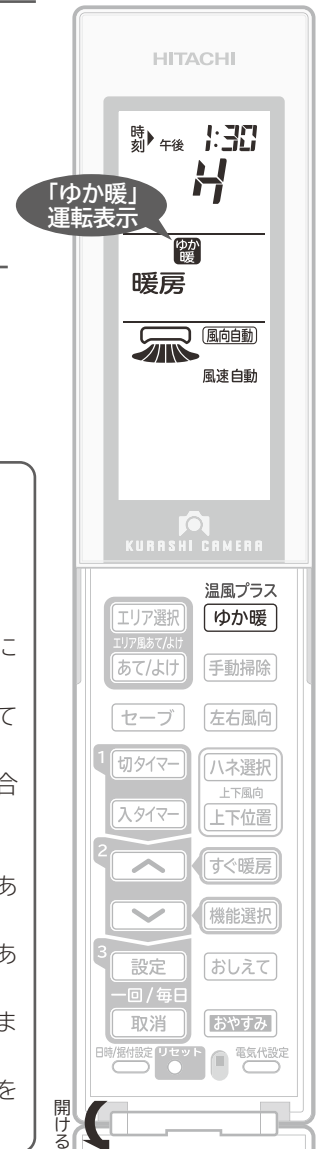 HITACHI
時刻 午後 1:30
H
「ゆか暖」
運転表示
ゆか暖
暖房
風向自動
風速自動
KURASHI CAMERA
温風プラス
エリア選択 ゆか暖
エリア風あて/よけ
あて/よけ 手動掃除
セーブ 左右風向
1 切タイマー ハネ選択
上下風向
入タイマー 上下位置
2 すぐ暖房
機能選択
3 設定 おしえて
一回/毎日
取消 おやすみ
日時/据付設定 リセット 電気代設定
開ける
に
て
合
あ
あ
ま
を